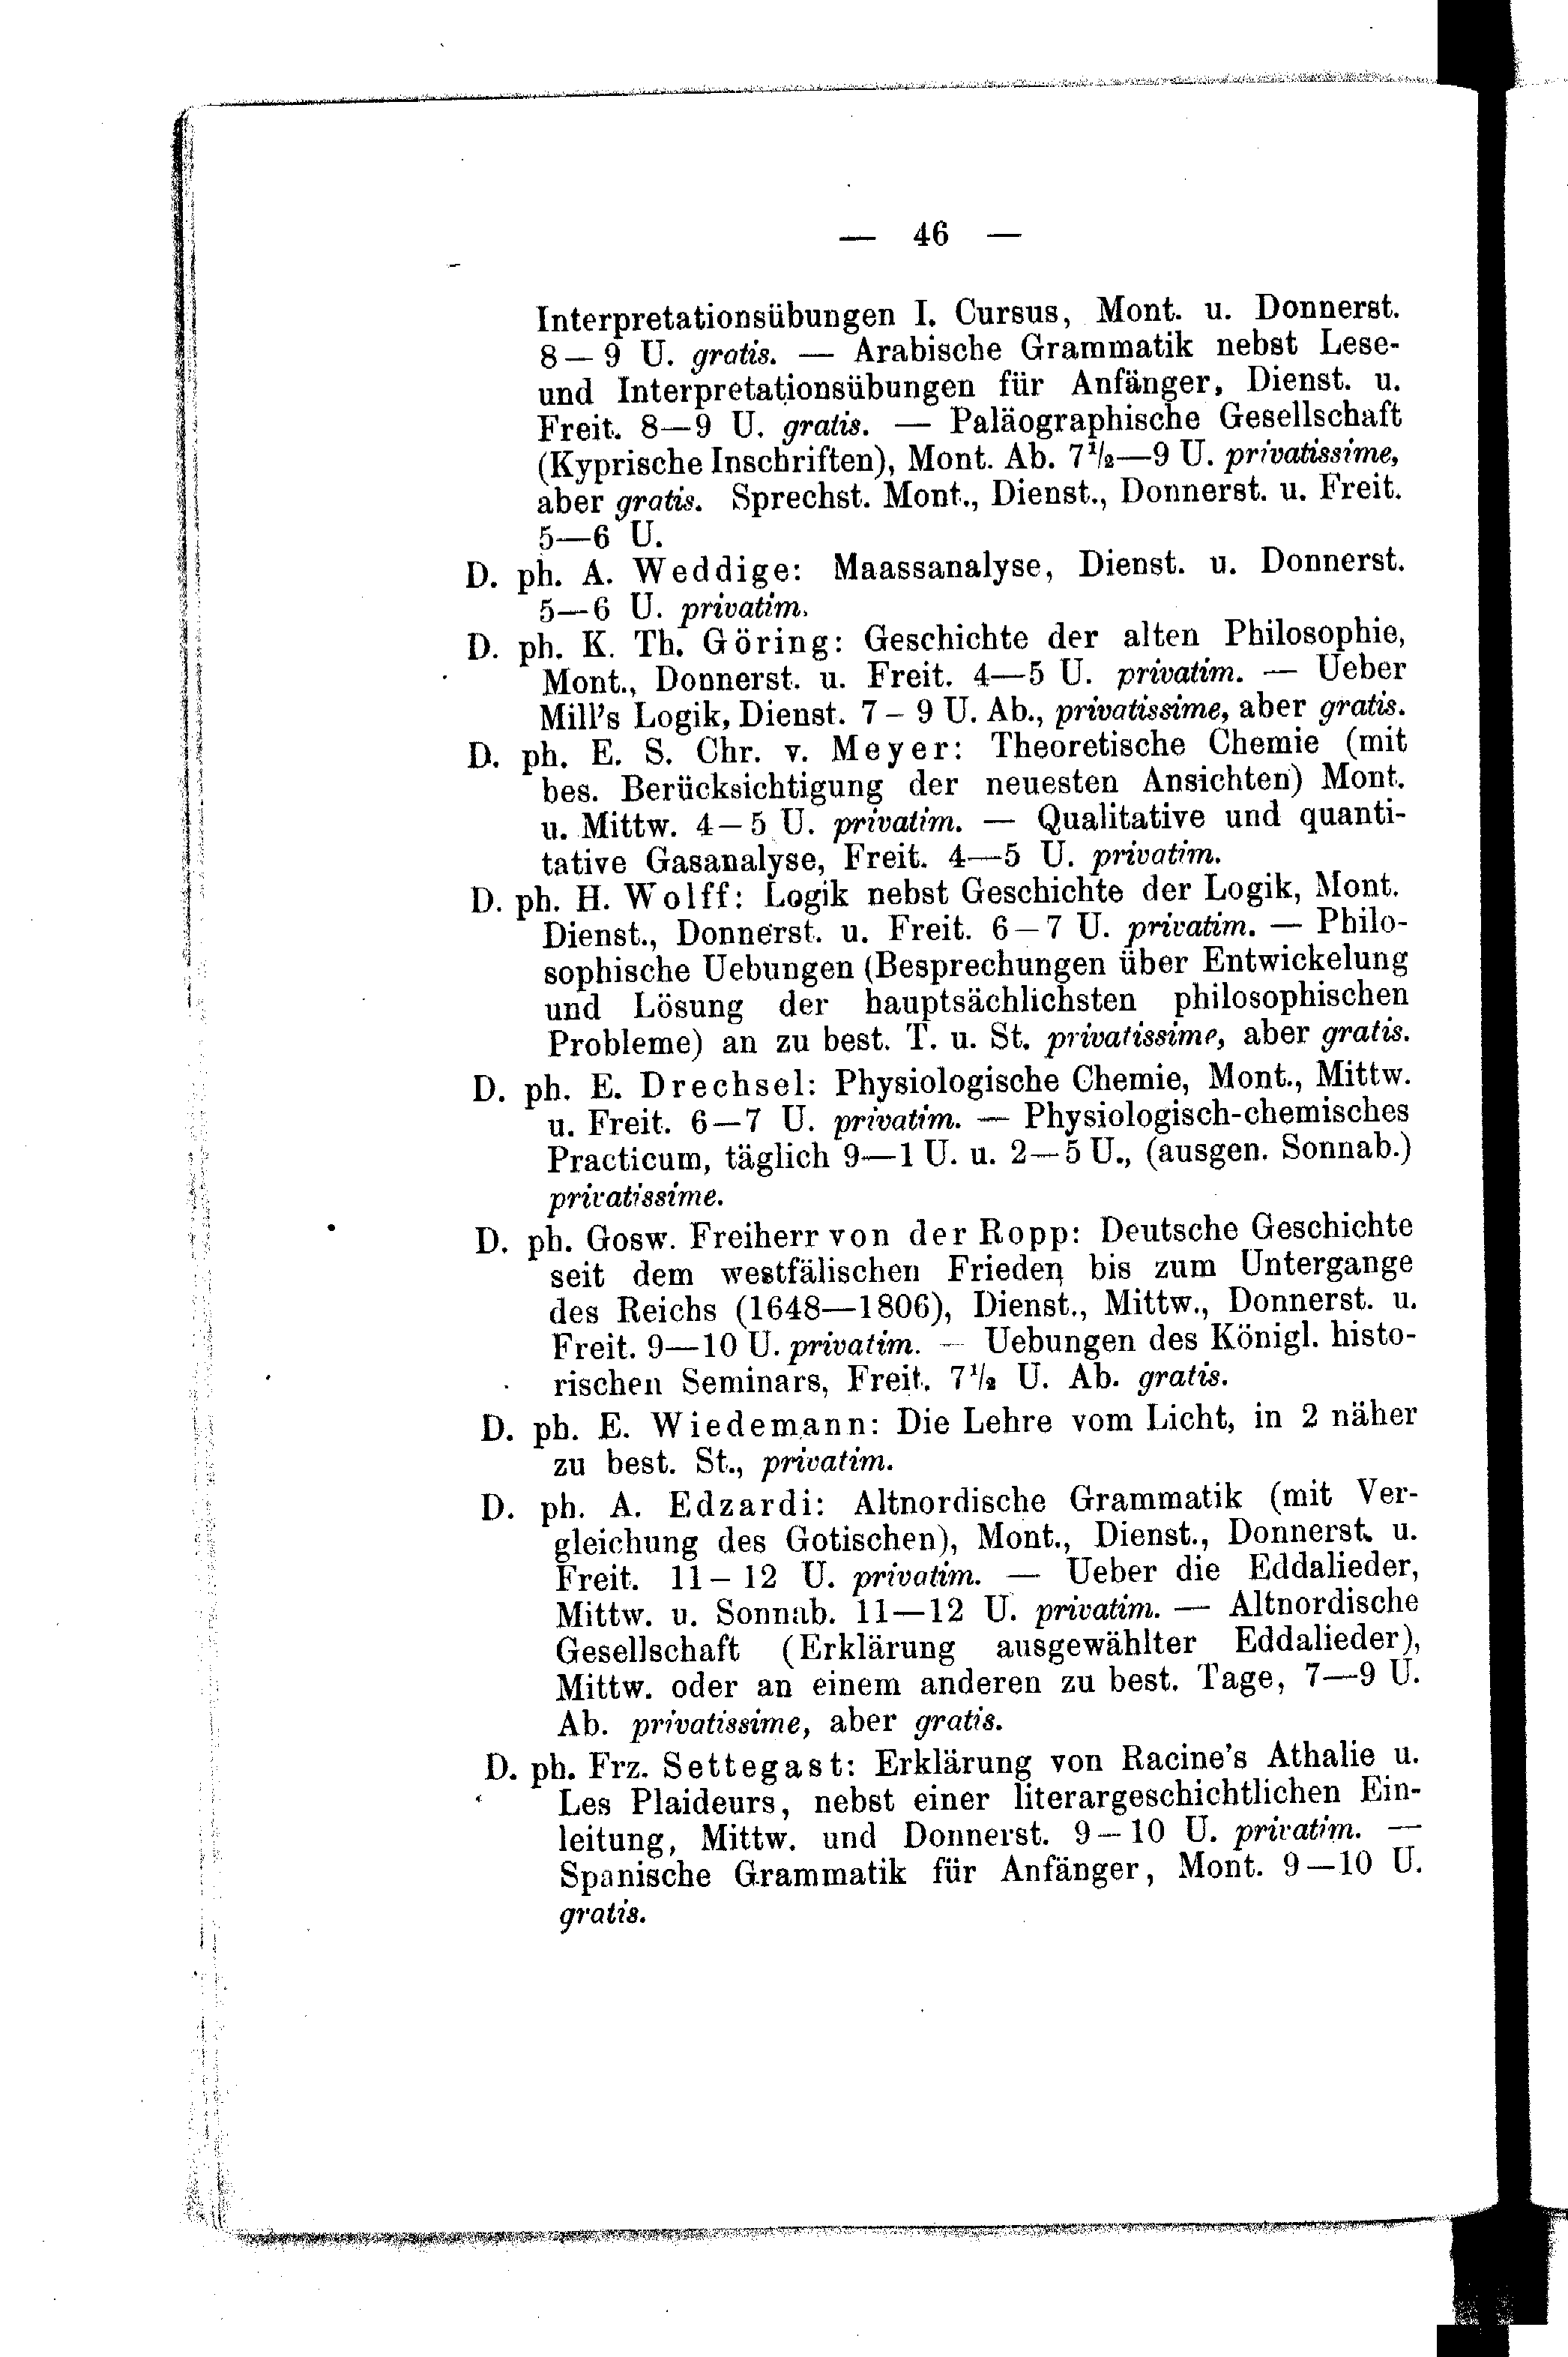 — 46 —
Interpretationsübungen I. Cursus, Mont. u. Donnerst.
8—9 U. gratis. — Arabische Grammatik nebst Lese-
und Interpretationsübungen für Anfänger, Dienst. u.
Freit. 8—9 U. gratis. — Paläographische Gesellschaft
(Kyprische Inschriften), Mont. Ab. 7½—9 U. privatissime,
aber gratis. Sprechst. Mont., Dienst., Donnerst. u. Freit.
5—6 U.
D. ph. A. Weddige: Maassanalyse, Dienst. u. Donnerst.
5—6 U. privatim.
D. ph. K. Th. Göring: Geschichte der alten Philosophie,
Mont., Donnerst. u. Freit. 4—5 U. privatim. — Ueber
Mill's Logik, Dienst. 7–9 U. Ab., privatissime, aber gratis.
D. ph. E. S. Chr. v. Meyer: Theoretische Chemie (mit
bes. Berücksichtigung der neuesten Ansichten) Mont.
u. Mittw. 4—5 U. privatim. — Qualitative und quanti-
tative Gasanalyse, Freit. 4—5 U. privatim.
D. ph. H. Wolff: Logik nebst Geschichte der Logik, Mont.
Dienst., Donnerst. u. Freit. 6—7 U. privatim. — Philo-
sophische Uebungen (Besprechungen über Entwickelung
und Lösung der hauptsächlichsten philosophischen
Probleme) an zu best. T. u. St. privatissime, aber gratis.
D. ph. E. Drechsel: Physiologische Chemie, Mont., Mittw.
u. Freit. 6—7 U. privatim. — Physiologisch-chemisches
Practicum, täglich 9—1 U. u. 2—5 U., (ausgen. Sonnab.)
privatissime.
D. ph. Gosw. Freiherr von der Ropp: Deutsche Geschichte
seit dem westfälischen Frieden bis zum Untergange
des Reichs (1648—1806), Dienst., Mittw., Donnerst. u.
Freit. 9—10 U. privatim. — Uebungen des Königl. histo-
rischen Seminars, Freit. 7½ U. Ab. gratis.
D. ph. E. Wiedemann: Die Lehre vom Licht, in 2 näher
zu best. St., privatim.
D. ph. A. Edzardi: Altnordische Grammatik (mit Ver-
gleichung des Gotischen), Mont., Dienst., Donnerst. u.
Freit. 11–12 U. privatim. — Ueber die Eddalieder,
Mittw. u. Sonnab. 11—12 U. privatim. — Altnordische
Gesellschaft (Erklärung ausgewählter Eddalieder),
Mittw. oder an einem anderen zu best. Tage, 7—9 U.
Ab. privatissime, aber gratis.
D. ph. Frz. Settegast: Erklärung von Racine's Athalie u.
Les Plaideurs, nebst einer literargeschichtlichen Ein-
leitung, Mittw. und Donnerst. 9—10 U. privatim. —
Spanische Grammatik für Anfänger, Mont. 9—10 U.
gratis.